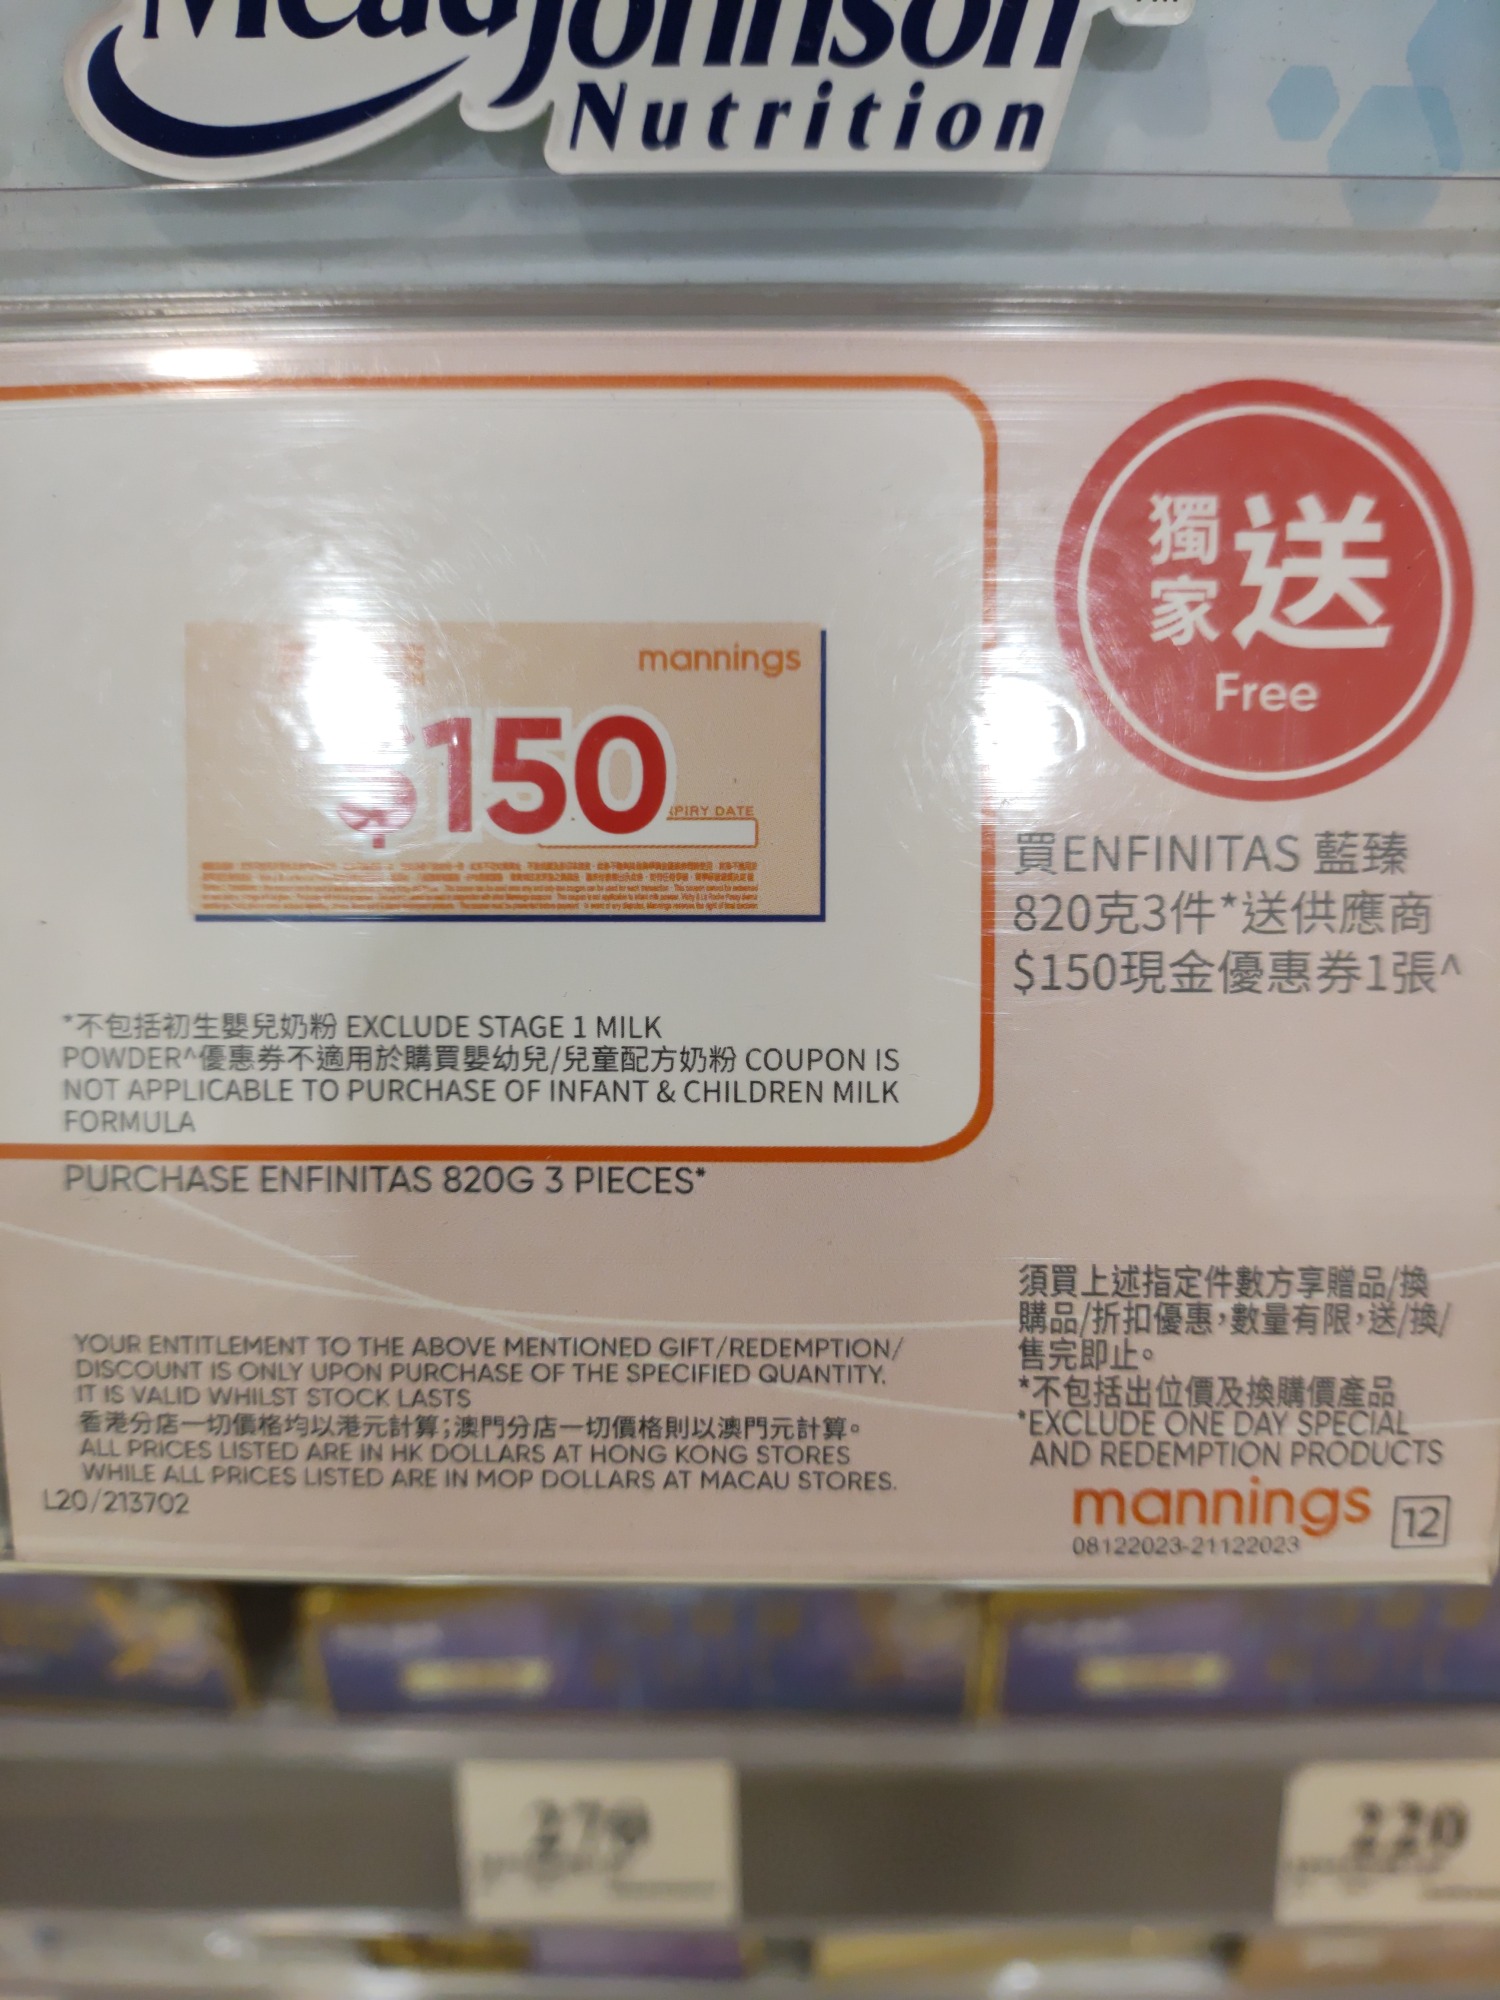 MeadJohnson
Nutrition
mannings
$150
PIRY DATE
獨家送
Free
買ENFINITAS 藍臻
820克3件*送供應商
$150現金優惠券1張^
*不包括初生嬰兒奶粉 EXCLUDE STAGE 1 MILK
POWDER^優惠券不適用於購買嬰幼兒/兒童配方奶粉 COUPON IS
NOT APPLICABLE TO PURCHASE OF INFANT & CHILDREN MILK
FORMULA
PURCHASE ENFINITAS 820G 3 PIECES*
YOUR ENTITLEMENT TO THE ABOVE MENTIONED GIFT/REDEMPTION/
DISCOUNT IS ONLY UPON PURCHASE OF THE SPECIFIED QUANTITY.
IT IS VALID WHILST STOCK LASTS
香港分店一切價格均以港元計算;澳門分店一切價格則以澳門元計算。
ALL PRICES LISTED ARE IN HK DOLLARS AT HONG KONG STORES
WHILE ALL PRICES LISTED ARE IN MOP DOLLARS AT MACAU STORES.
L20/213702
須買上述指定件數方享贈品/換
購品/折扣優惠,數量有限,送/換/
售完即止。
*不包括出位價及換購價產品
*EXCLUDE ONE DAY SPECIAL
AND REDEMPTION PRODUCTS
mannings 12
08122023-21122023
279
220